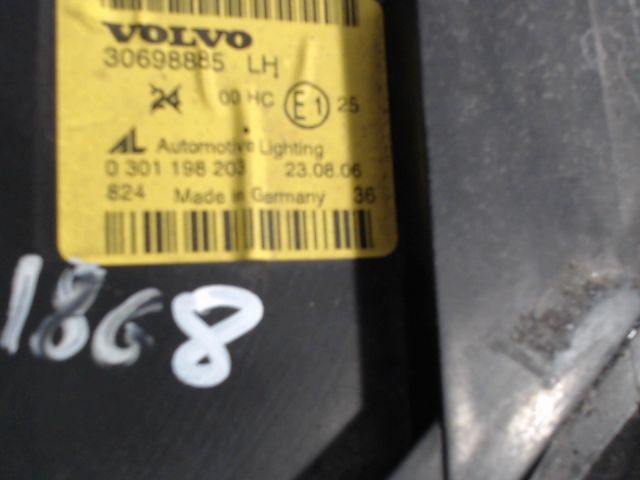 VOLVO
30698885 LH
24 00 HC E1 25
AL Automotive Lighting
0 301 198 203 23.08.06
824 Made in Germany 36
1868